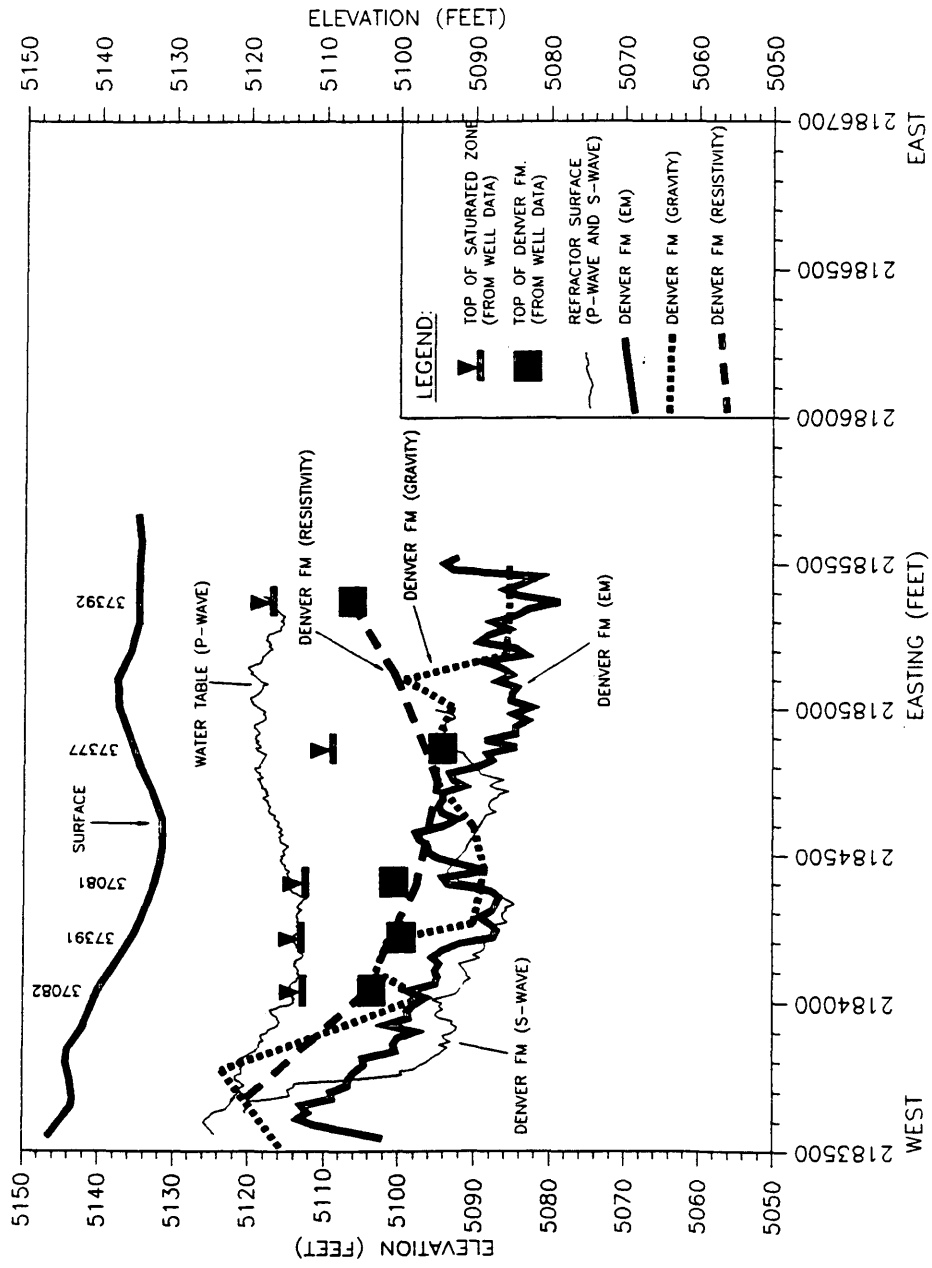 ELEVATION (FEET)
5150
5140
5130
5120
5110
5100
5090
5080
5070
5060
5050
ELEVATION (FEET)
5150
5140
5130
5120
5110
5100
5090
5080
5070
5060
5050
37082
37391
37081
SURFACE
37377
37392
WATER TABLE (P-WAVE)
DENVER FM (RESISTIVITY)
DENVER FM (GRAVITY)
DENVER FM (S-WAVE)
DENVER FM (EM)
LEGEND:
TOP OF SATURATED ZONE
(FROM WELL DATA)
TOP OF DENVER FM.
(FROM WELL DATA)
REFRACTOR SURFACE
(P-WAVE AND S-WAVE)
DENVER FM (EM)
DENVER FM (GRAVITY)
DENVER FM (RESISTIVITY)
2183500
2184000
2184500
2185000
2185500
2186000
2186500
2186700
WEST
EASTING (FEET)
EAST